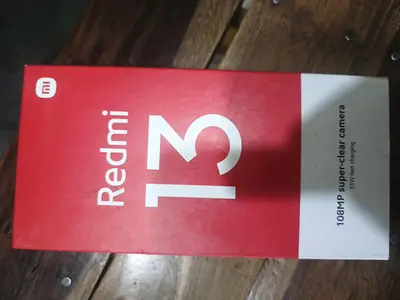 mi
Redmi
13
108MP super-clear camera
33W fast charging